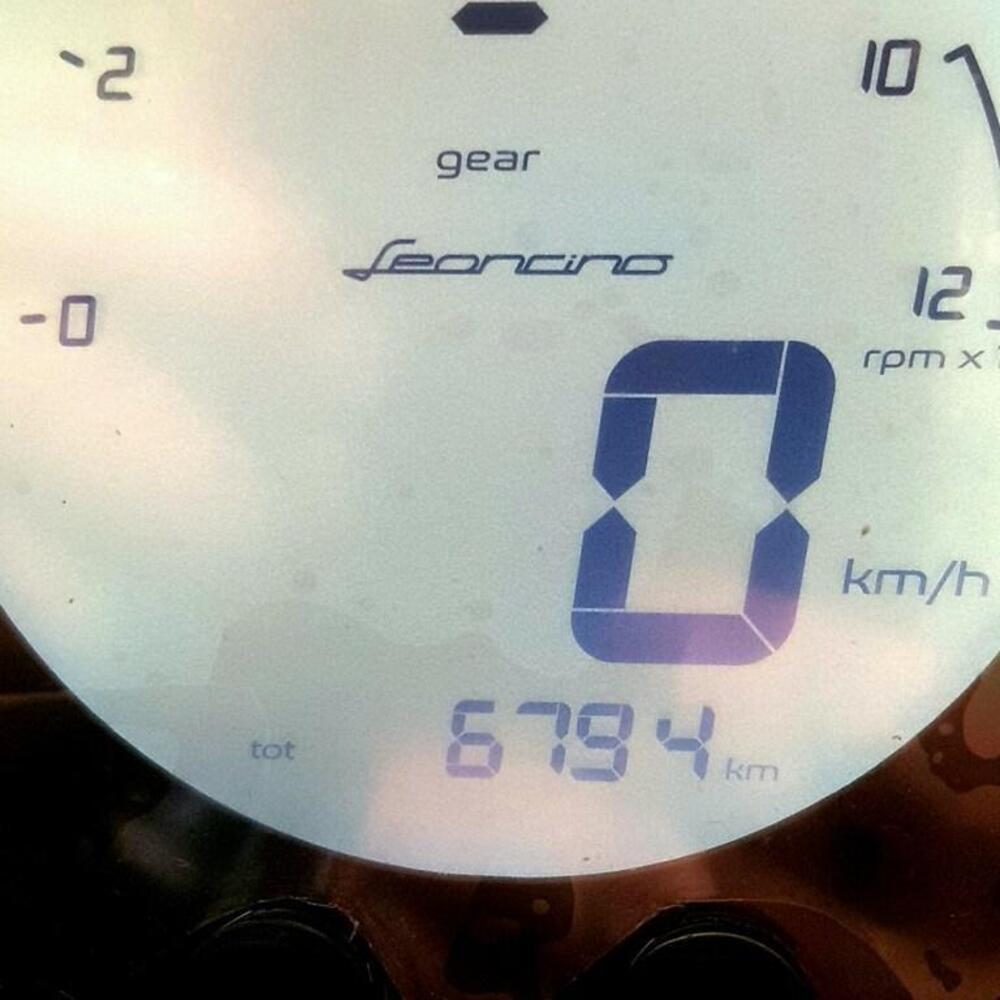 2
10
gear
Leoncino
-0
12
rpm x
0
km/h
tot 6794 km